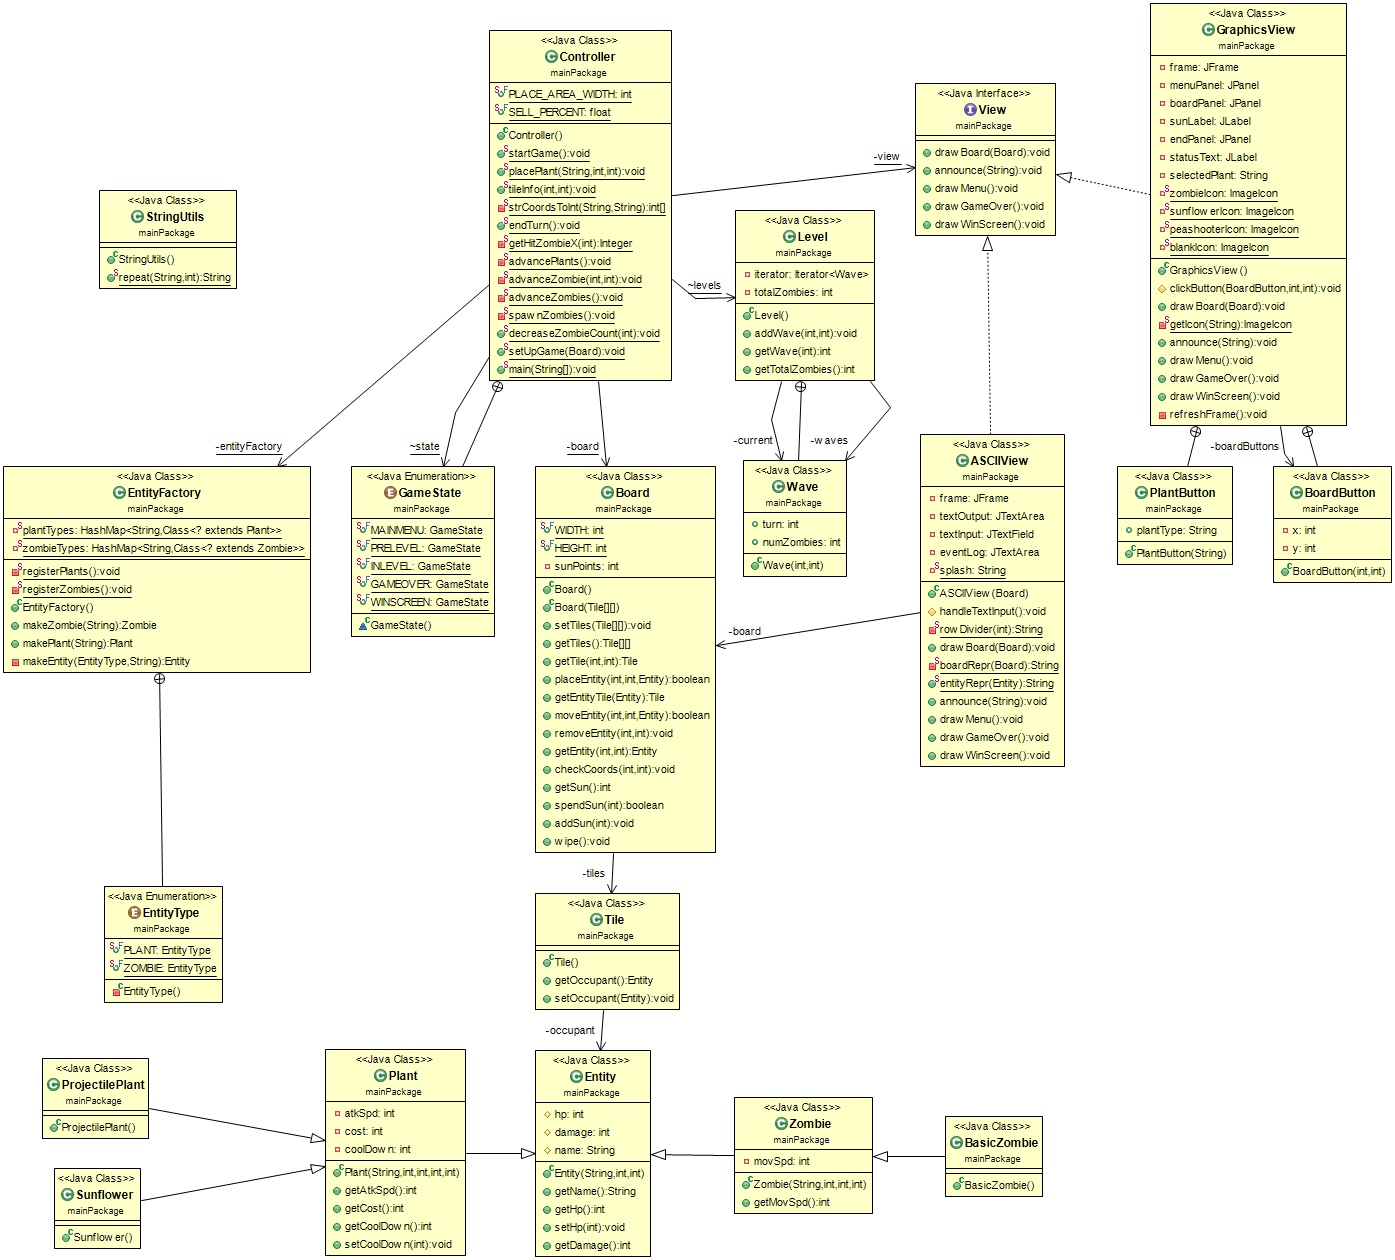 <<Java Class>>
Controller
mainPackage
PLACE_AREA_WIDTH: int
SELL_PERCENT: float
Controller()
startGame():void
placePlant(String,int,int):void
tileInfo(int,int):void
strCoordsToInt(String,String):int[]
endTurn():void
getHitZombieX(int):Integer
advancePlants():void
advanceZombie(int,int):void
advanceZombies():void
spawnZombies():void
decreaseZombieCount(int):void
setUpGame(Board):void
main(String[]):void
-view
<<Java Interface>>
View
mainPackage
drawBoard(Board):void
announce(String):void
drawMenu():void
drawGameOver():void
drawWinScreen():void
<<Java Class>>
GraphicsView
mainPackage
frame: JFrame
menuPanel: JPanel
boardPanel: JPanel
sunLabel: JLabel
endPanel: JPanel
statusText: JLabel
selectedPlant: String
zombieIcon: ImageIcon
sunflowerIcon: ImageIcon
peashooterIcon: ImageIcon
blankIcon: ImageIcon
GraphicsView()
clickButton(BoardButton,int,int):void
drawBoard(Board):void
getIcon(String):ImageIcon
announce(String):void
drawMenu():void
drawGameOver():void
drawWinScreen():void
refreshFrame():void
<<Java Class>>
StringUtils
mainPackage
StringUtils()
repeat(String,int):String
~levels
<<Java Class>>
Level
mainPackage
iterator: Iterator<Wave>
totalZombies: int
Level()
addWave(int,int):void
getWave(int):int
getTotalZombies():int
-entityFactory
~state
-board
-current
-waves
-boardButtons
<<Java Class>>
EntityFactory
mainPackage
plantTypes: HashMap<String,Class<? extends Plant>>
zombieTypes: HashMap<String,Class<? extends Zombie>>
registerPlants():void
registerZombies():void
EntityFactory()
makeZombie(String):Zombie
makePlant(String):Plant
makeEntity(EntityType,String):Entity
<<Java Enumeration>>
GameState
mainPackage
MAINMENU: GameState
PRELEVEL: GameState
INLEVEL: GameState
GAMEOVER: GameState
WINSCREEN: GameState
GameState()
<<Java Class>>
Board
mainPackage
WIDTH: int
HEIGHT: int
sunPoints: int
Board()
Board(Tile[][])
setTiles(Tile[][]):void
getTiles():Tile[][]
getTile(int,int):Tile
placeEntity(int,int,Entity):boolean
getEntityTile(Entity):Tile
moveEntity(int,int,Entity):boolean
removeEntity(int,int):void
getEntity(int,int):Entity
checkCoords(int,int):void
getSun():int
spendSun(int):boolean
addSun(int):void
wipe():void
<<Java Class>>
Wave
mainPackage
turn: int
numZombies: int
Wave(int,int)
<<Java Class>>
ASCIIView
mainPackage
frame: JFrame
textOutput: JTextArea
textInput: JTextField
eventLog: JTextArea
splash: String
ASCIIView(Board)
handleTextInput():void
rowDivider(int):String
drawBoard(Board):void
boardRepr(Board):String
entityRepr(Entity):String
announce(String):void
drawMenu():void
drawGameOver():void
drawWinScreen():void
<<Java Class>>
PlantButton
mainPackage
plantType: String
PlantButton(String)
<<Java Class>>
BoardButton
mainPackage
x: int
y: int
BoardButton(int,int)
-board
<<Java Enumeration>>
EntityType
mainPackage
PLANT: EntityType
ZOMBIE: EntityType
EntityType()
-tiles
<<Java Class>>
Tile
mainPackage
Tile()
getOccupant():Entity
setOccupant(Entity):void
-occupant
<<Java Class>>
ProjectilePlant
mainPackage
ProjectilePlant()
<<Java Class>>
Sunflower
mainPackage
Sunflower()
<<Java Class>>
Plant
mainPackage
atkSpd: int
cost: int
coolDown: int
Plant(String,int,int,int,int)
getAtkSpd():int
getCost():int
getCoolDown():int
setCoolDown(int):void
<<Java Class>>
Entity
mainPackage
hp: int
damage: int
name: String
Entity(String,int,int)
getName():String
getHp():int
setHp(int):void
getDamage():int
<<Java Class>>
Zombie
mainPackage
movSpd: int
Zombie(String,int,int,int)
getMovSpd():int
<<Java Class>>
BasicZombie
mainPackage
BasicZombie()